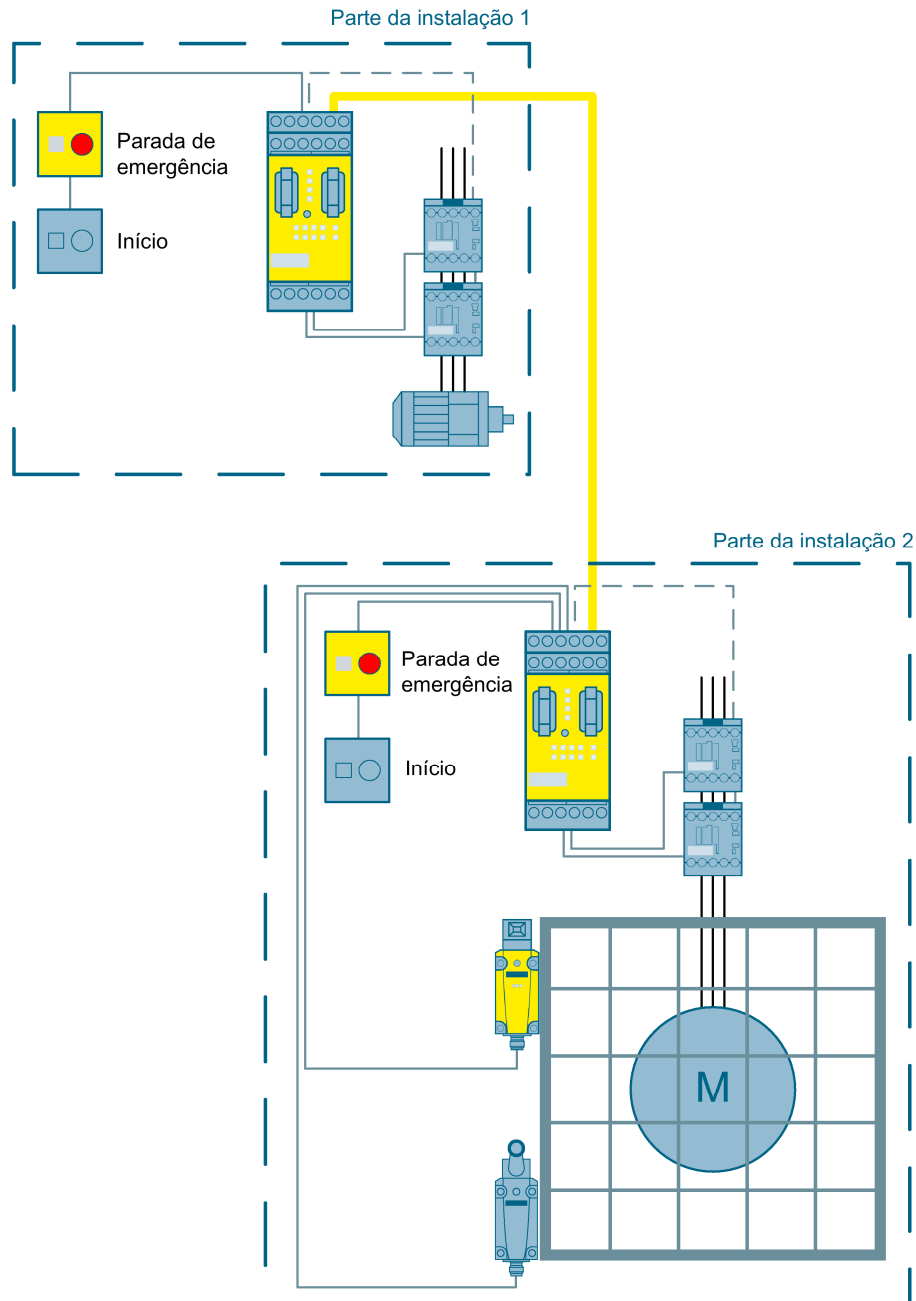 Parte da instalação 1
Parada de
emergência
Início
Parte da instalação 2
Parada de
emergência
Início
M